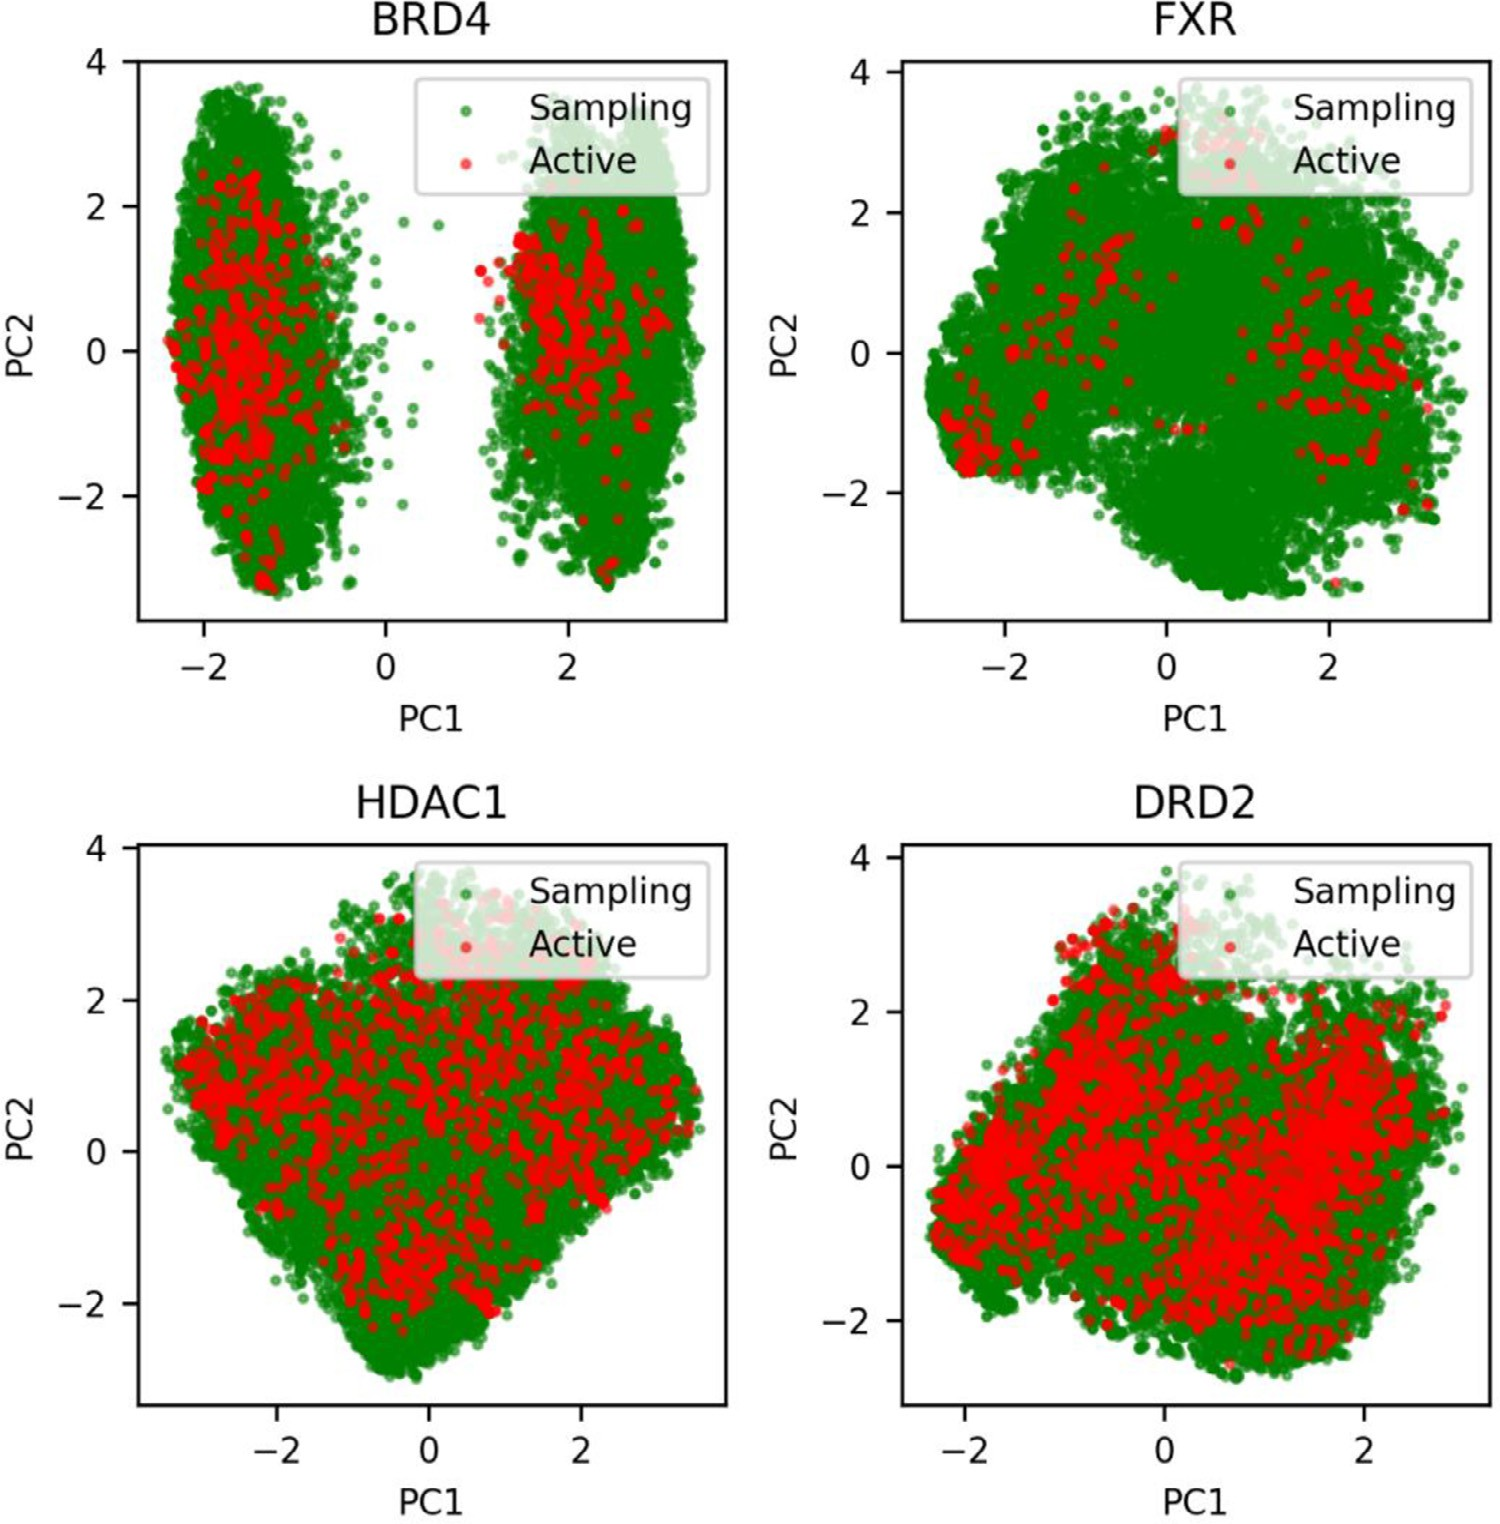 BRD4
4
2
0
−2
PC2
−2
0
2
PC1
Sampling
Active
FXR
4
2
0
−2
PC2
−2
0
2
PC1
Sampling
Active
HDAC1
4
2
0
−2
PC2
−2
0
2
PC1
Sampling
Active
DRD2
4
2
0
−2
PC2
−2
0
2
PC1
Sampling
Active